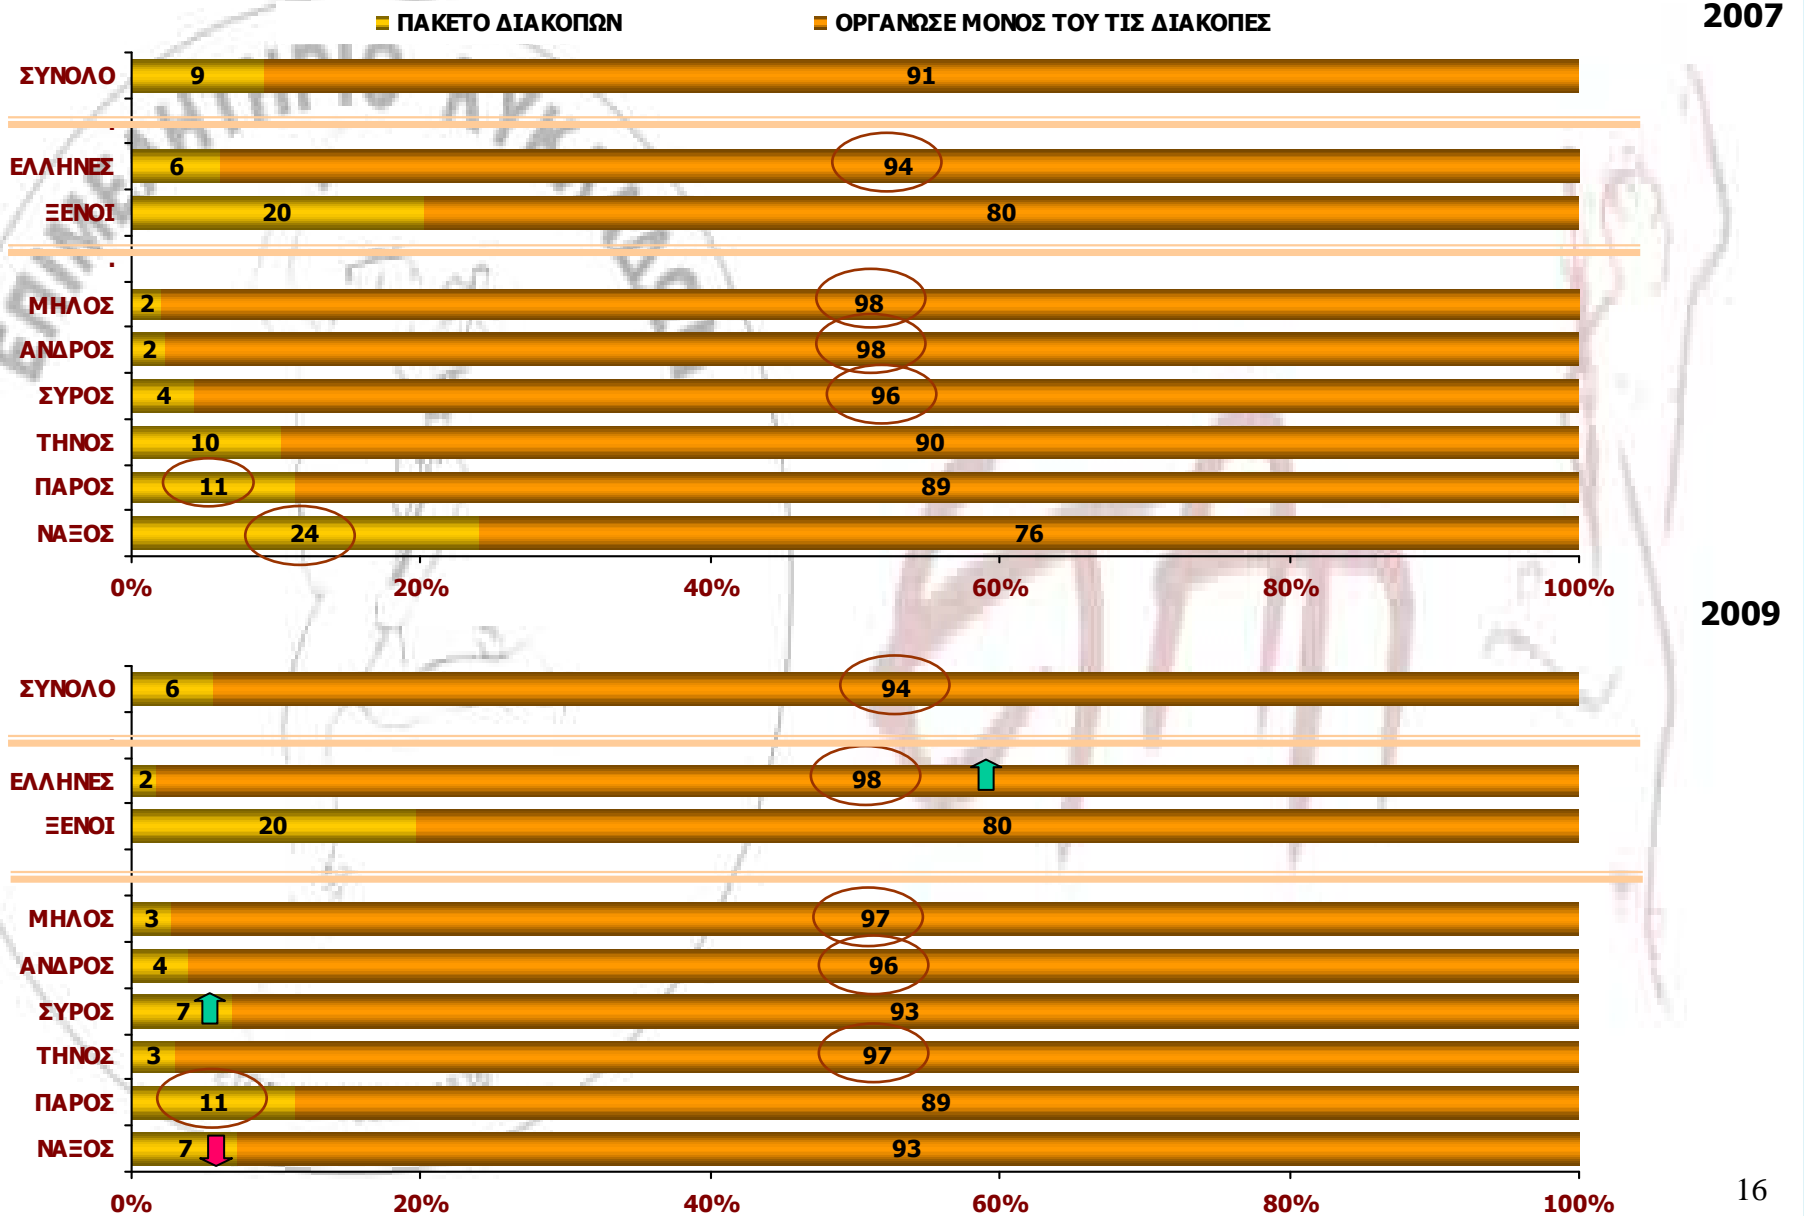 ΠΑΚΕΤΟ ΔΙΑΚΟΠΩΝ ΟΡΓΑΝΩΣΕ ΜΟΝΟΣ ΤΟΥ ΤΙΣ ΔΙΑΚΟΠΕΣ 2007
ΣΥΝΟΛΟ 9 91
ΕΛΛΗΝΕΣ 6 94
ΞΕΝΟΙ 20 80
ΜΗΛΟΣ 2 98
ΑΝΔΡΟΣ 2 98
ΣΥΡΟΣ 4 96
ΤΗΝΟΣ 10 90
ΠΑΡΟΣ 11 89
ΝΑΞΟΣ 24 76
0% 20% 40% 60% 80% 100%
2009
ΣΥΝΟΛΟ 6 94
ΕΛΛΗΝΕΣ 2 98
ΞΕΝΟΙ 20 80
ΜΗΛΟΣ 3 97
ΑΝΔΡΟΣ 4 96
ΣΥΡΟΣ 7 93
ΤΗΝΟΣ 3 97
ΠΑΡΟΣ 11 89
ΝΑΞΟΣ 7 93
0% 20% 40% 60% 80% 100%
16